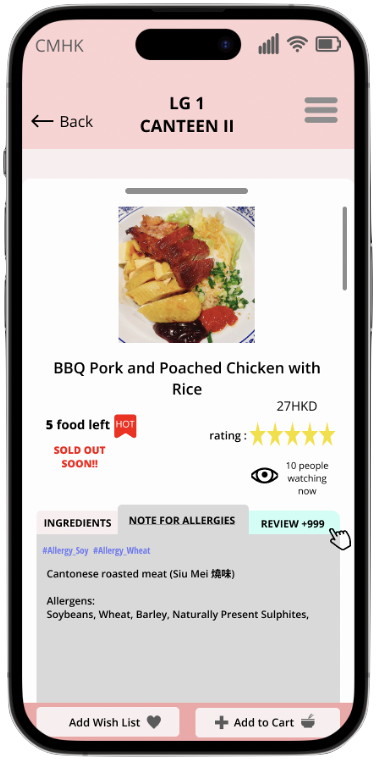 CMHK
LG 1
← Back
CANTEEN II
BBQ Pork and Poached Chicken with
Rice
27HKD
5 food left HOT
rating :
SOLD OUT
SOON!!
10 people
watching
now
INGREDIENTS
NOTE FOR ALLERGIES
REVIEW +999
#Allergy_Soy #Allergy_Wheat
Cantonese roasted meat (Siu Mei 燒味)
Allergens:
Soybeans, Wheat, Barley, Naturally Present Sulphites,
Add Wish List
Add to Cart